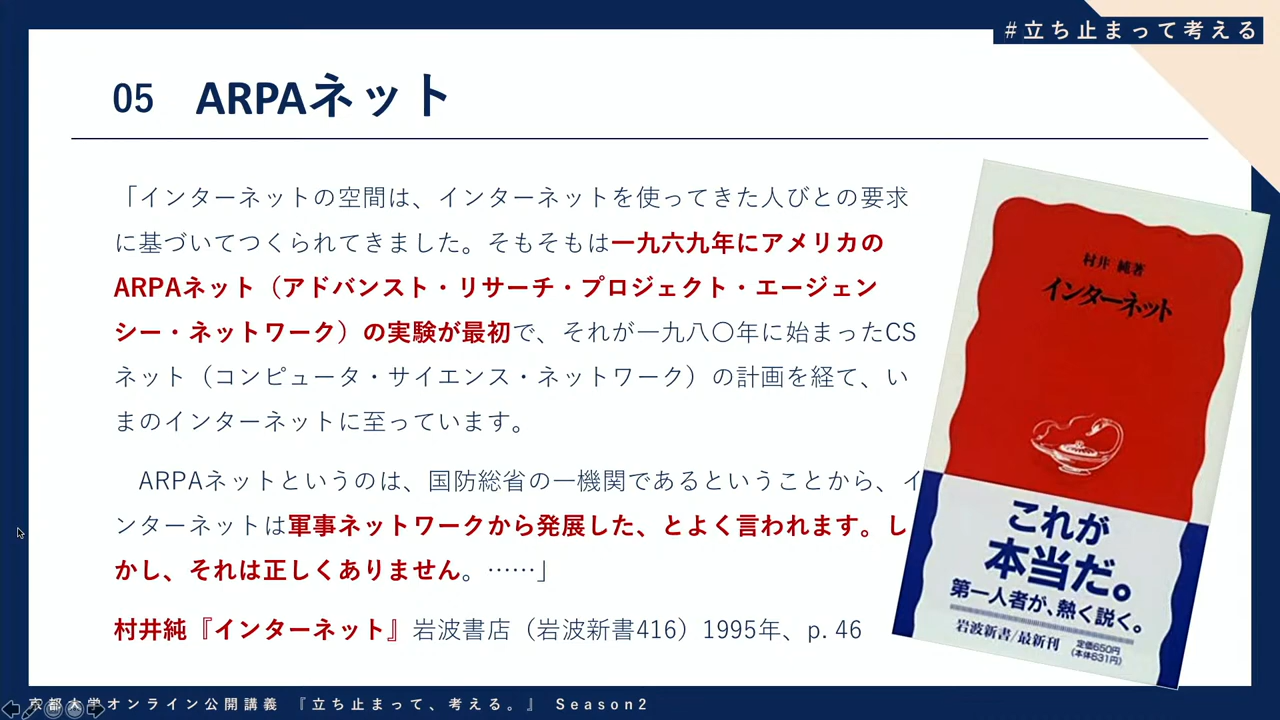 #立ち止まって考える
05 ARPAネット
「インターネットの空間は、インターネットを使ってきた人びとの要求
に基づいてつくられてきました。そもそもは一九六九年にアメリカの
ARPAネット（アドバンスト・リサーチ・プロジェクト・エージェン
シー・ネットワーク）の実験が最初で、それが一九八〇年に始まったCS
ネット（コンピュータ・サイエンス・ネットワーク）の計画を経て、い
まのインターネットに至っています。
ARPAネットというのは、国防総省の一機関であるということから、イ
ンターネットは軍事ネットワークから発展した、とよく言われます。し
かし、それは正しくありません。……」
村井純『インターネット』岩波書店（岩波新書416）1995年、p. 46
村井 純著
インターネット
これが
本当だ。
第一人者が、熱く説く。
岩波新書/最新刊
定価650円
（本体631円）
京都大学オンライン公開講義 『立ち止まって、考える。』 Season2